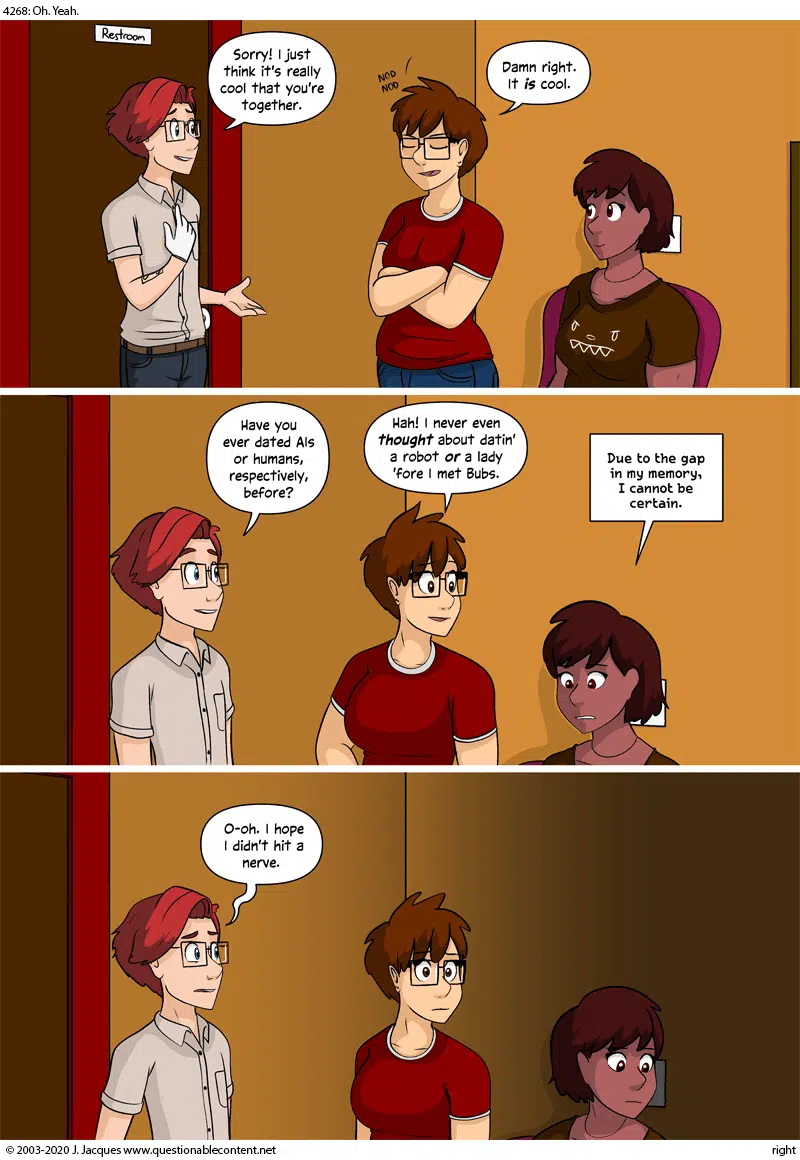 4268: Oh. Yeah.
Restroom
Sorry! I just
think it's really
cool that you're
together.
NOD
NOD
Damn right.
It is cool.
Have you
ever dated AIs
or humans,
respectively,
before?
Hah! I never even
thought about datin'
a robot or a lady
'fore I met Bubs.
Due to the gap
in my memory,
I cannot be
certain.
O-oh. I hope
I didn't hit a
nerve.
© 2003-2020 J. Jacques www.questionablecontent.net
right